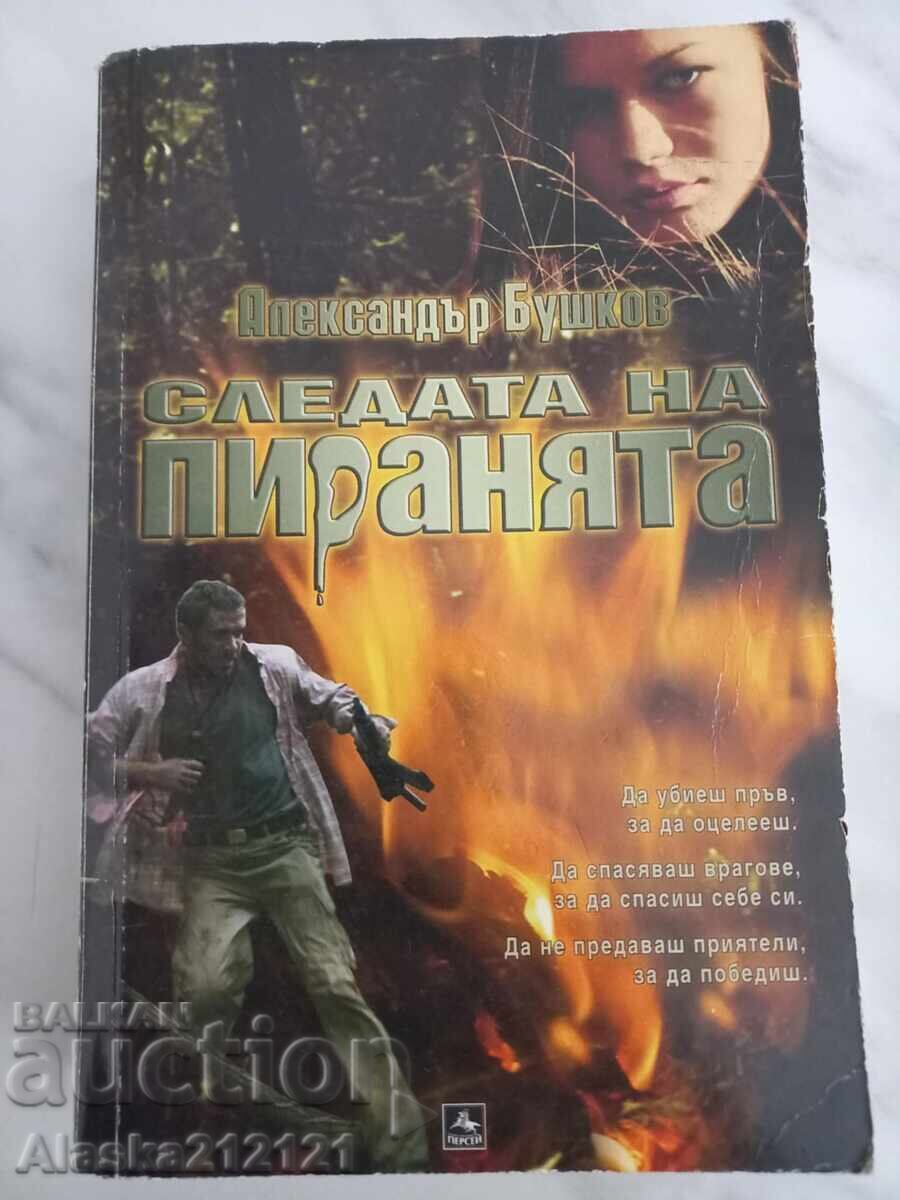 Александър Бушков
СЛЕДАТА НА
ПИРАНЯТА
Да убиеш пръв,
за да оцелееш.
Да спасяваш врагове,
за да спасиш себе си.
Да не предаваш приятели,
за да победиш.
ПЕРСЕЙ
BALKAN
auction
Alaska212121